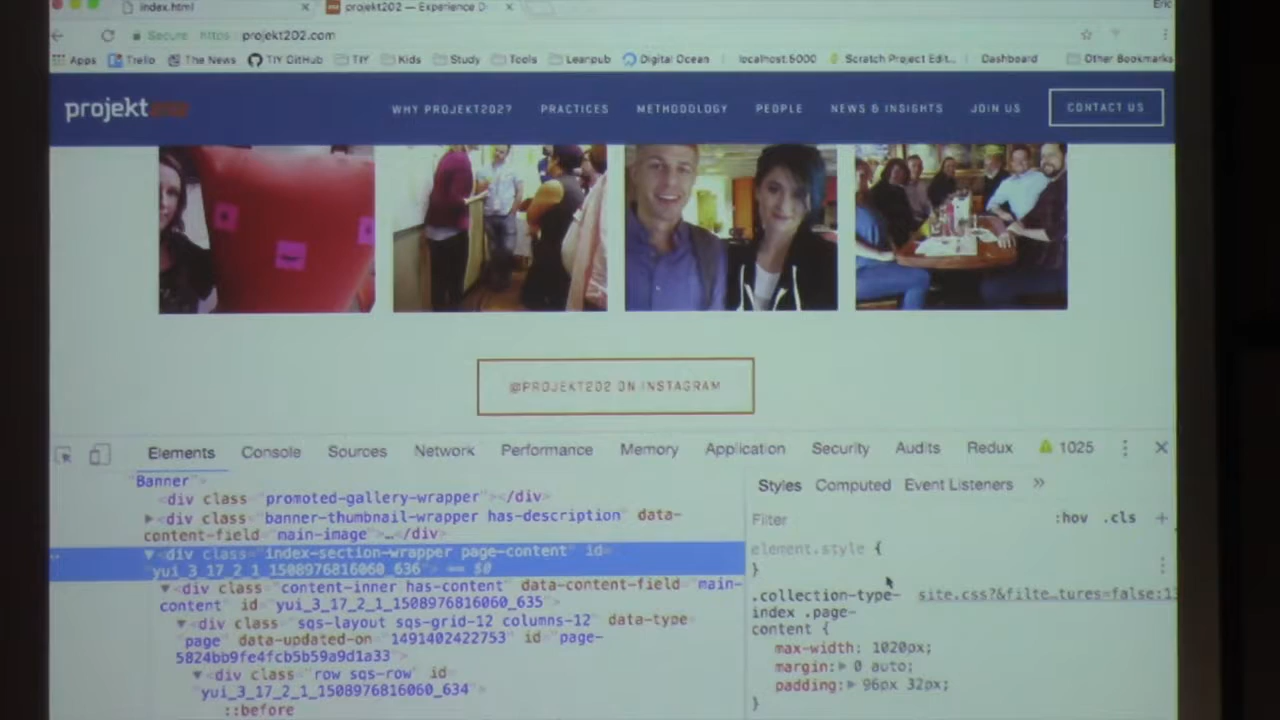 index.html
projekt202 — Experience D
Eric
Secure https projekt202.com
Apps Trello The News TIY GitHub TIY Kids Study Tools Leanpub Digital Ocean localhost:5000 Scratch Project Edit... Dashboard Other Bookmarks
projekt202 WHY PROJEKT202? PRACTICES METHODOLOGY PEOPLE NEWS & INSIGHTS JOIN US CONTACT US
@PROJEKT202 ON INSTAGRAM
Elements Console Sources Network Performance Memory Application Security Audits Redux 1025
Banner">
<div class="promoted-gallery-wrapper"></div>
<div class="banner-thumbnail-wrapper has-description" data-
content-field="main-image">…</div>
<div class="index-section-wrapper page-content" id=
"yui_3_17_2_1_1508976816060_636"> == $0
<div class="content-inner has-content" data-content-field="main-
content" id="yui_3_17_2_1_1508976816060_635">
<div class="sqs-layout sqs-grid-12 columns-12" data-type=
"page" data-updated-on="1491402422753" id="page-
5824bb9fe4fcb5b59a9d1a33">
<div class="row sqs-row" id=
"yui_3_17_2_1_1508976816060_634">
::before
Styles Computed Event Listeners »
Filter :hov .cls +
element.style {
}
.collection-type- site.css?&filte…tures=false:13
index .page-
content {
max-width: 1020px;
margin: 0 auto;
padding: 96px 32px;
}